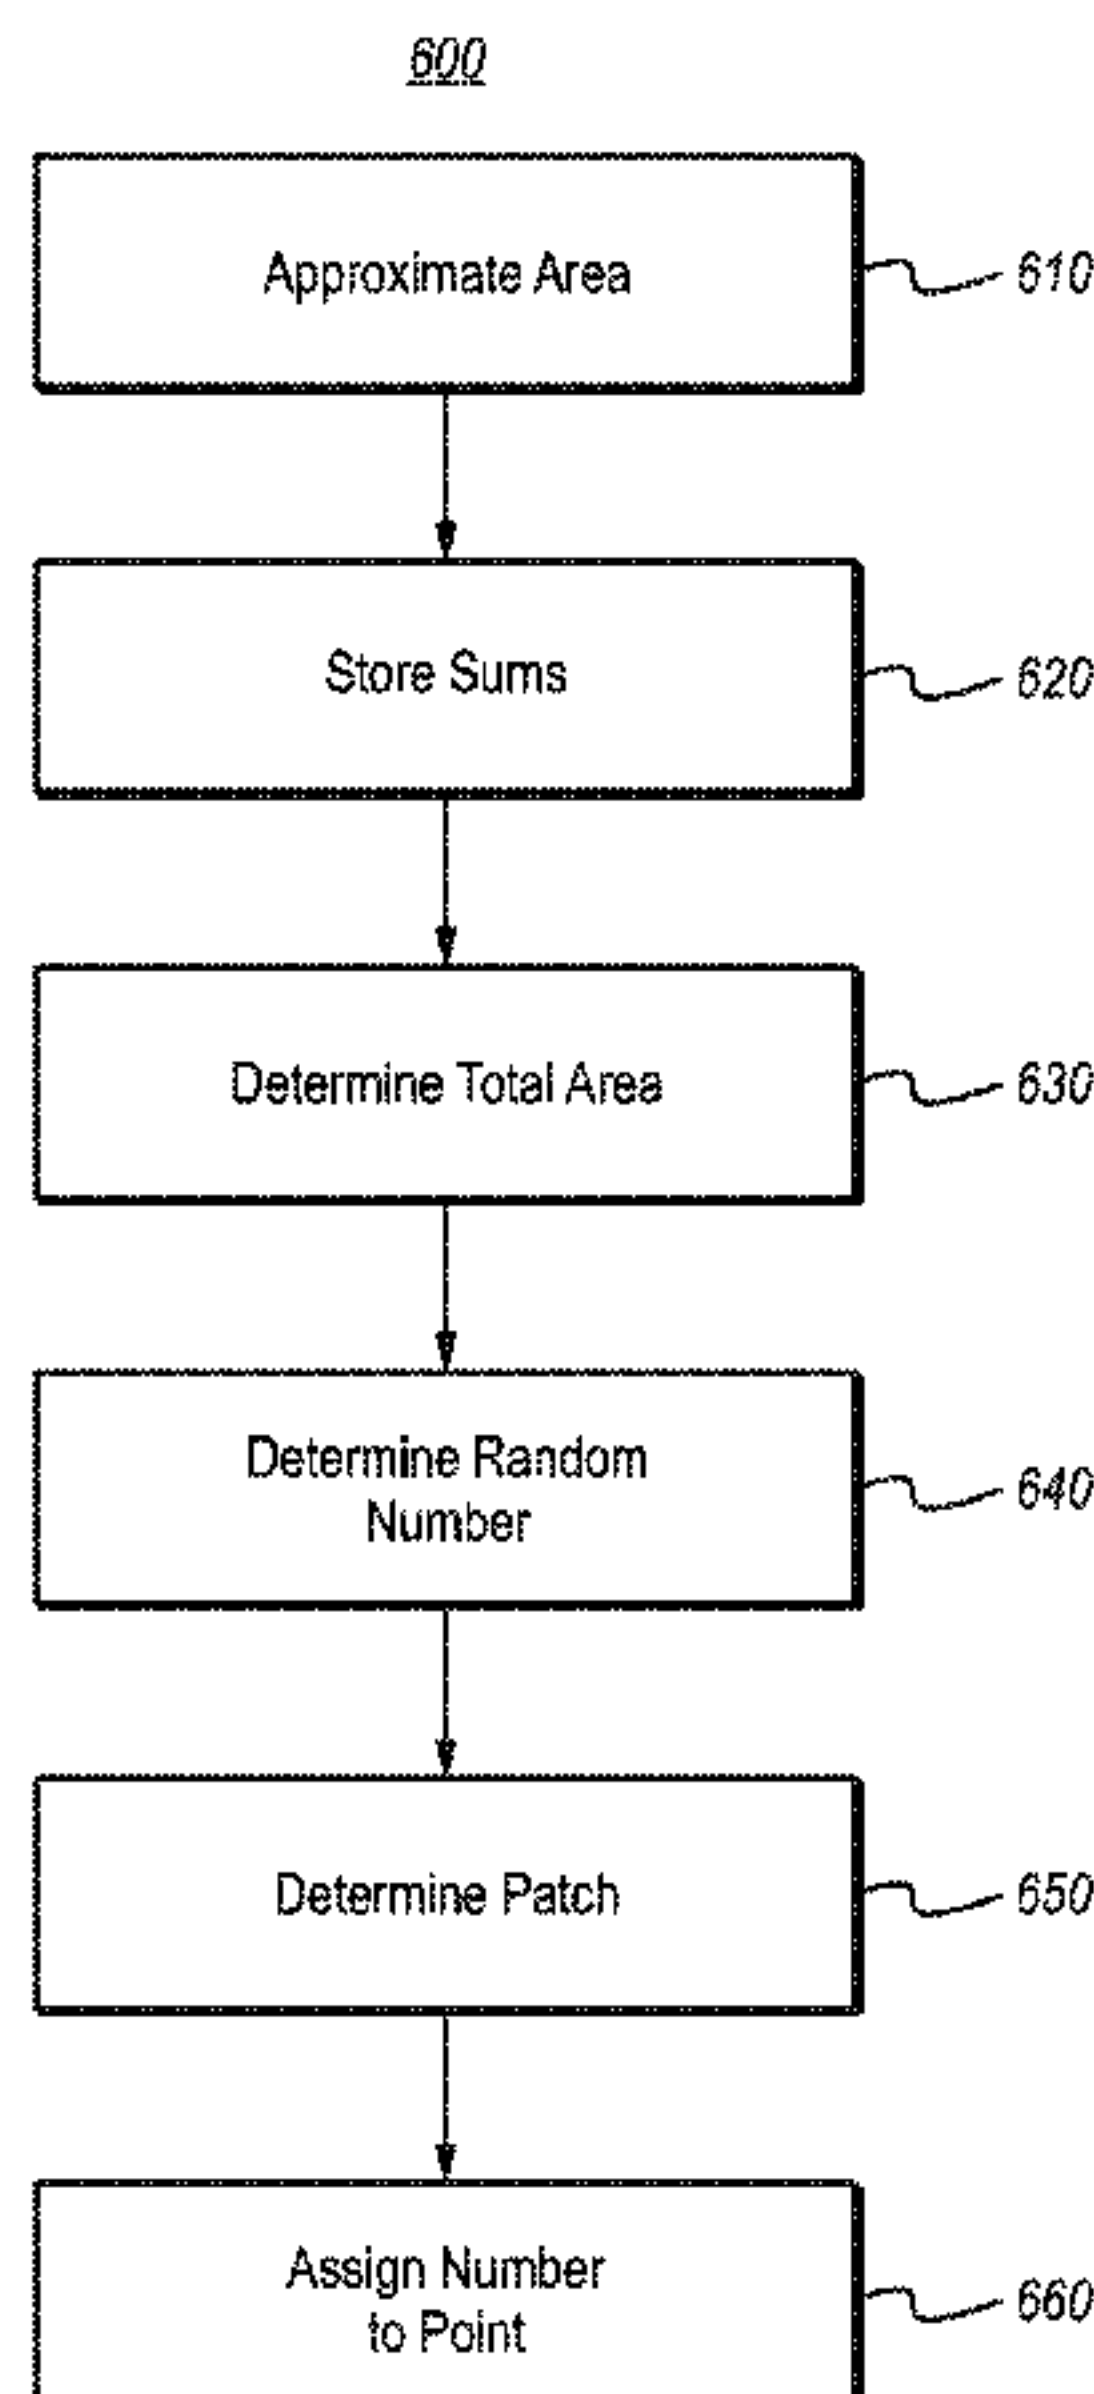 600
Approximate Area
610
Store Sums
620
Determine Total Area
630
Determine Random
Number
640
Determine Patch
650
Assign Number
to Point
660